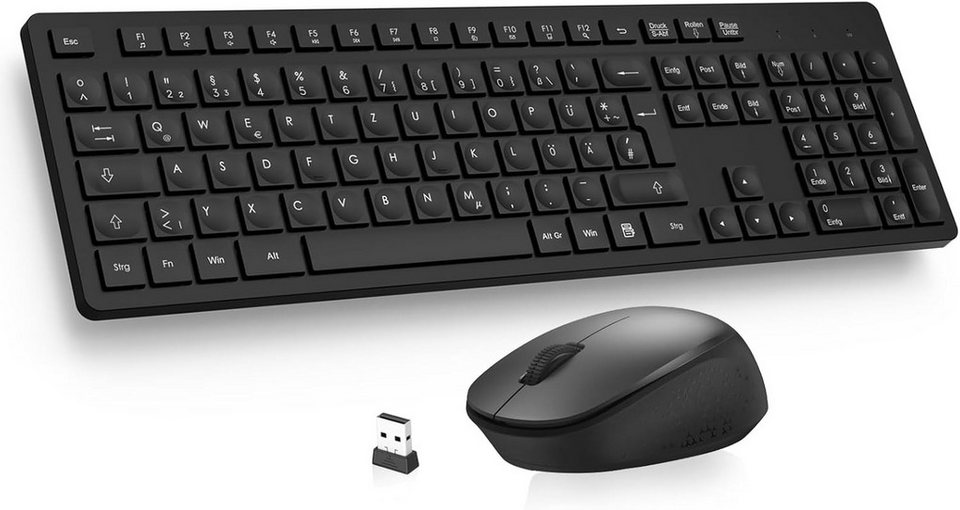 Esc F1 F2 F3 F4 F5 F6 F7 F8 F9 F10 F11 F12 Druck S-Abf Rollen Pause Untbr
° ^ ! 1 " 2 ² § 3 ³ $ 4 % 5 & 6 / 7 { ( 8 [ ) 9 ] = 0 } ? ß \ Einfg Pos1 Bild Num / * -
Q @ W E € R T Z U I O P Ü * + ~ Entf Ende Bild 7 Pos1 8 9 Bild +
A S D F G H J K L Ö Ä ' # 4 5 6
> < | Y X C V B N M µ ; , : . _ - 1 Ende 2 3 Bild Enter
Strg Fn Win Alt Alt Gr Win Strg 0 Einfg , Entf